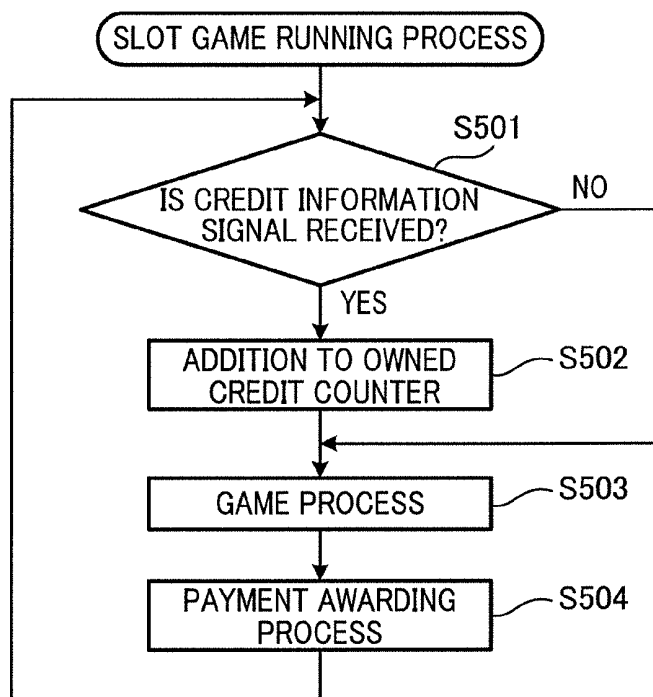 SLOT GAME RUNNING PROCESS
S501
IS CREDIT INFORMATION
SIGNAL RECEIVED?
NO
YES
ADDITION TO OWNED
CREDIT COUNTER
S502
GAME PROCESS
S503
PAYMENT AWARDING
PROCESS
S504